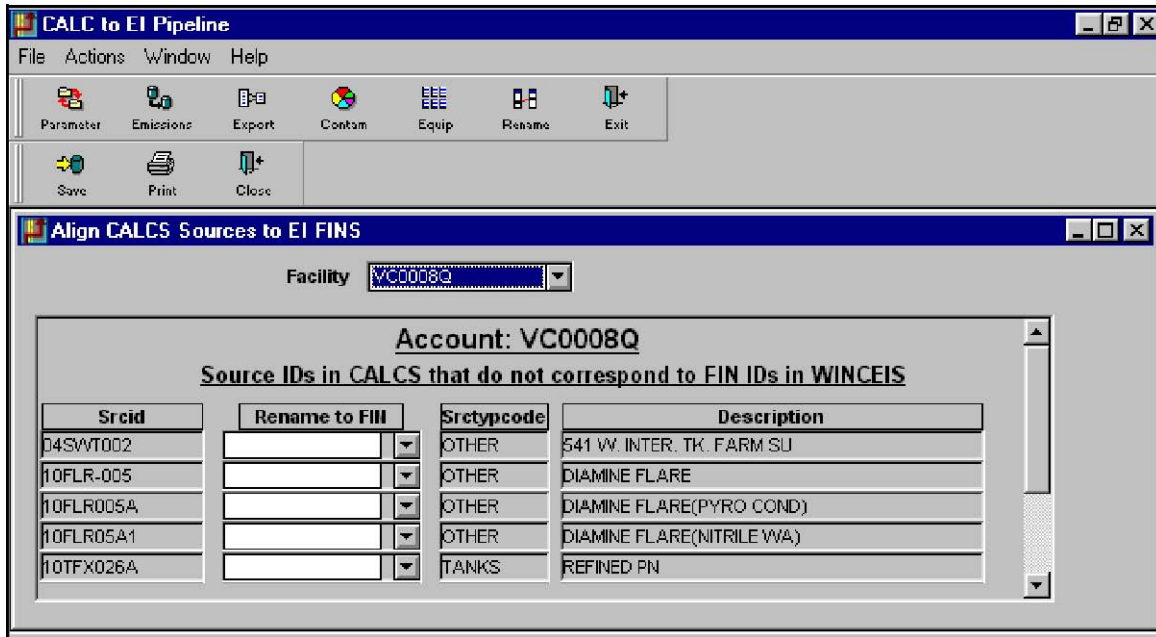 CALC to EI Pipeline
File Actions Window Help
Parameter Emissions Export Contam Equip Rename Exit
Save Print Close
Align CALCS Sources to EI FINS
Facility VC0008Q
Account: VC0008Q
Source IDs in CALCS that do not correspond to FIN IDs in WINCEIS
Srcid Rename to FIN Srctypcode Description
04SWT002 OTHER 541 W. INTER. TK. FARM SU
10FLR-005 OTHER DIAMINE FLARE
10FLR005A OTHER DIAMINE FLARE(PYRO COND)
10FLR05A1 OTHER DIAMINE FLARE(NITRILE WA)
10TFX026A TANKS REFINED PN